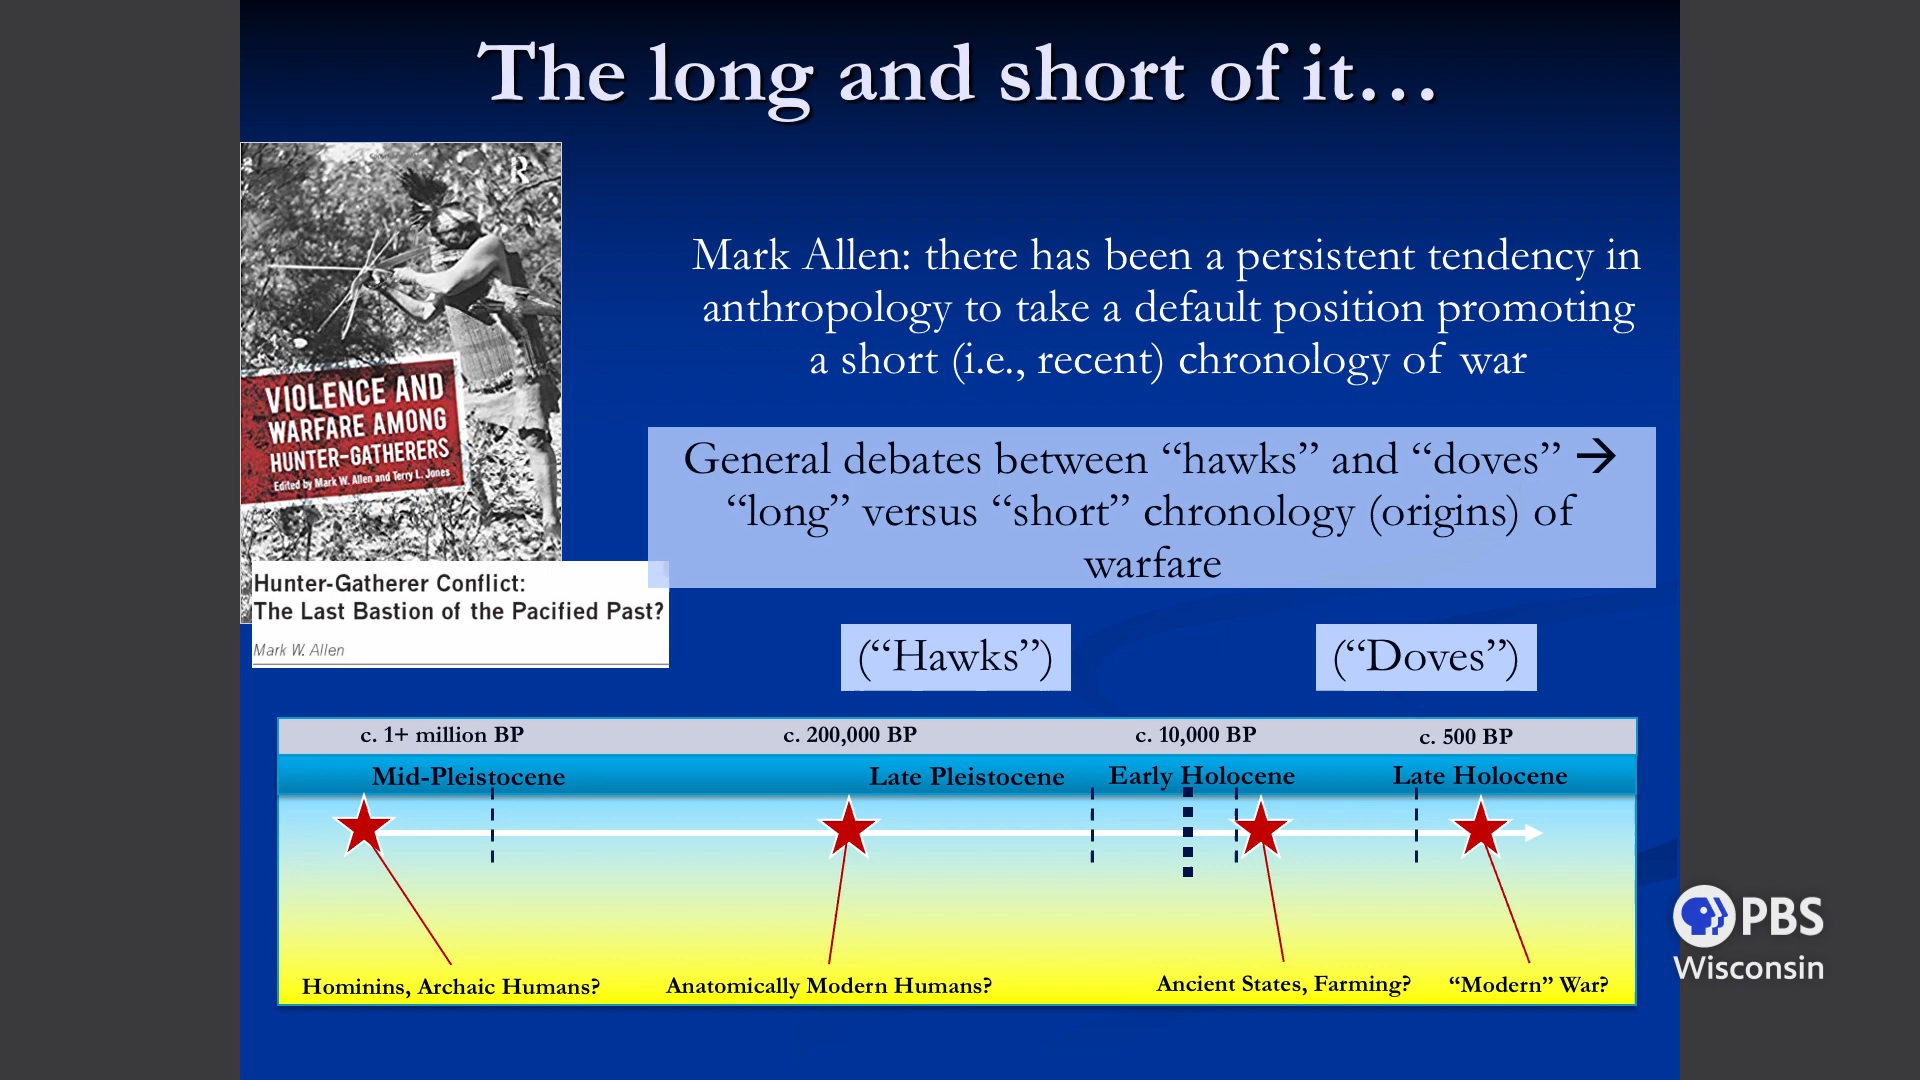 The long and short of it…
R
VIOLENCE AND
WARFARE AMONG
HUNTER-GATHERERS
Edited by Mark W. Allen and Terry L. Jones
Hunter-Gatherer Conflict:
The Last Bastion of the Pacified Past?
Mark W. Allen
Mark Allen: there has been a persistent tendency in
anthropology to take a default position promoting
a short (i.e., recent) chronology of war
General debates between “hawks” and “doves” →
“long” versus “short” chronology (origins) of
warfare
(“Hawks”)
(“Doves”)
c. 1+ million BP
c. 200,000 BP
c. 10,000 BP
c. 500 BP
Mid-Pleistocene
Late Pleistocene
Early Holocene
Late Holocene
Hominins, Archaic Humans?
Anatomically Modern Humans?
Ancient States, Farming?
“Modern” War?
PBS
Wisconsin